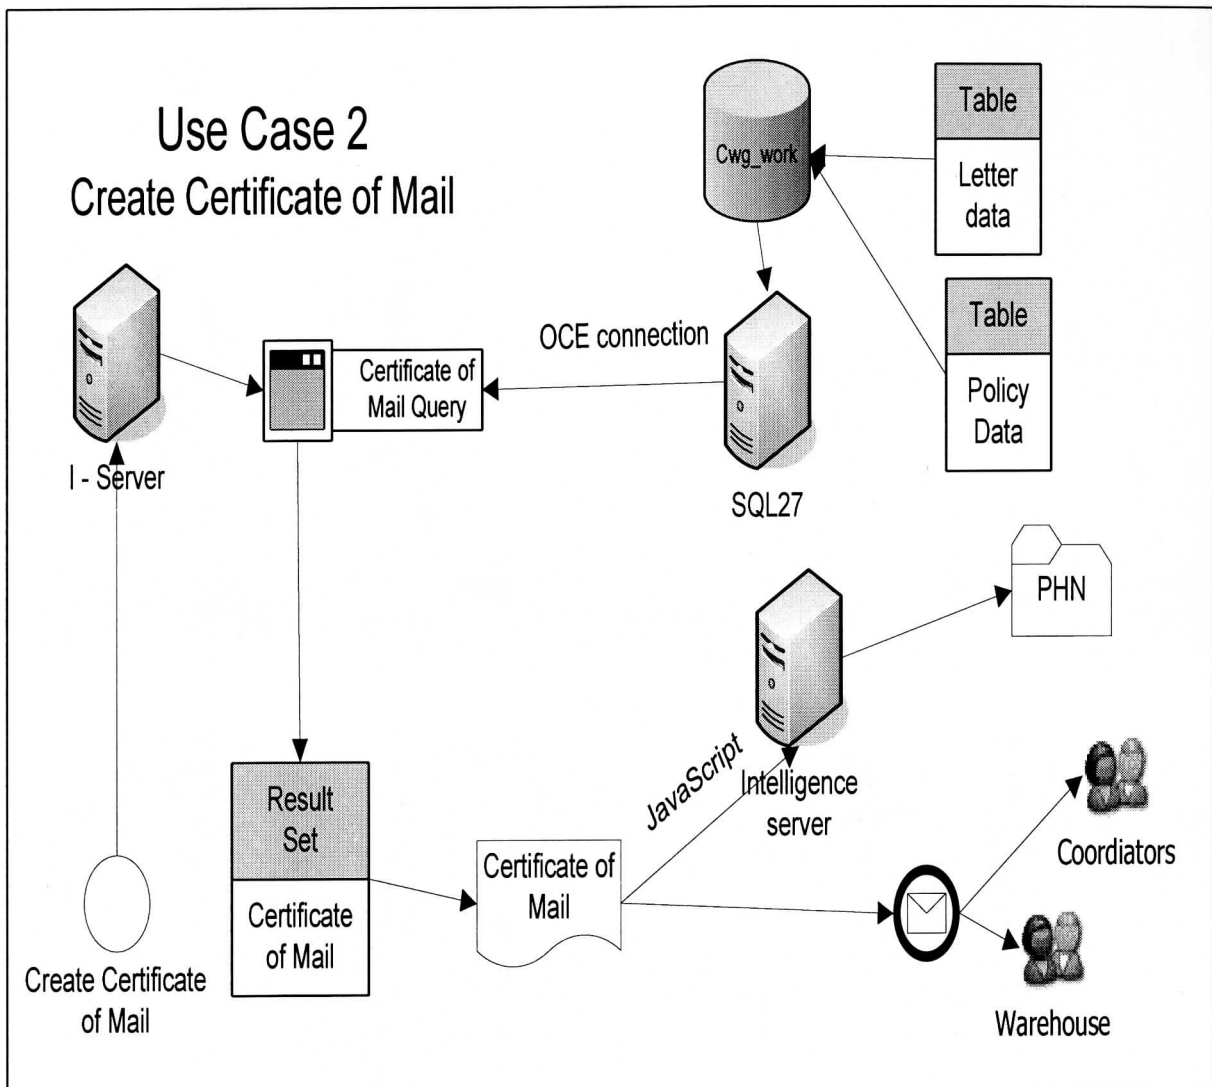 Use Case 2
Create Certificate of Mail
Cwg_work
Table
Letter
data
Table
Policy
Data
OCE connection
Certificate of
Mail Query
I - Server
SQL27
PHN
JavaScript
Intelligence
server
Result
Set
Certificate
of Mail
Certificate of
Mail
Coordiators
Warehouse
Create Certificate
of Mail